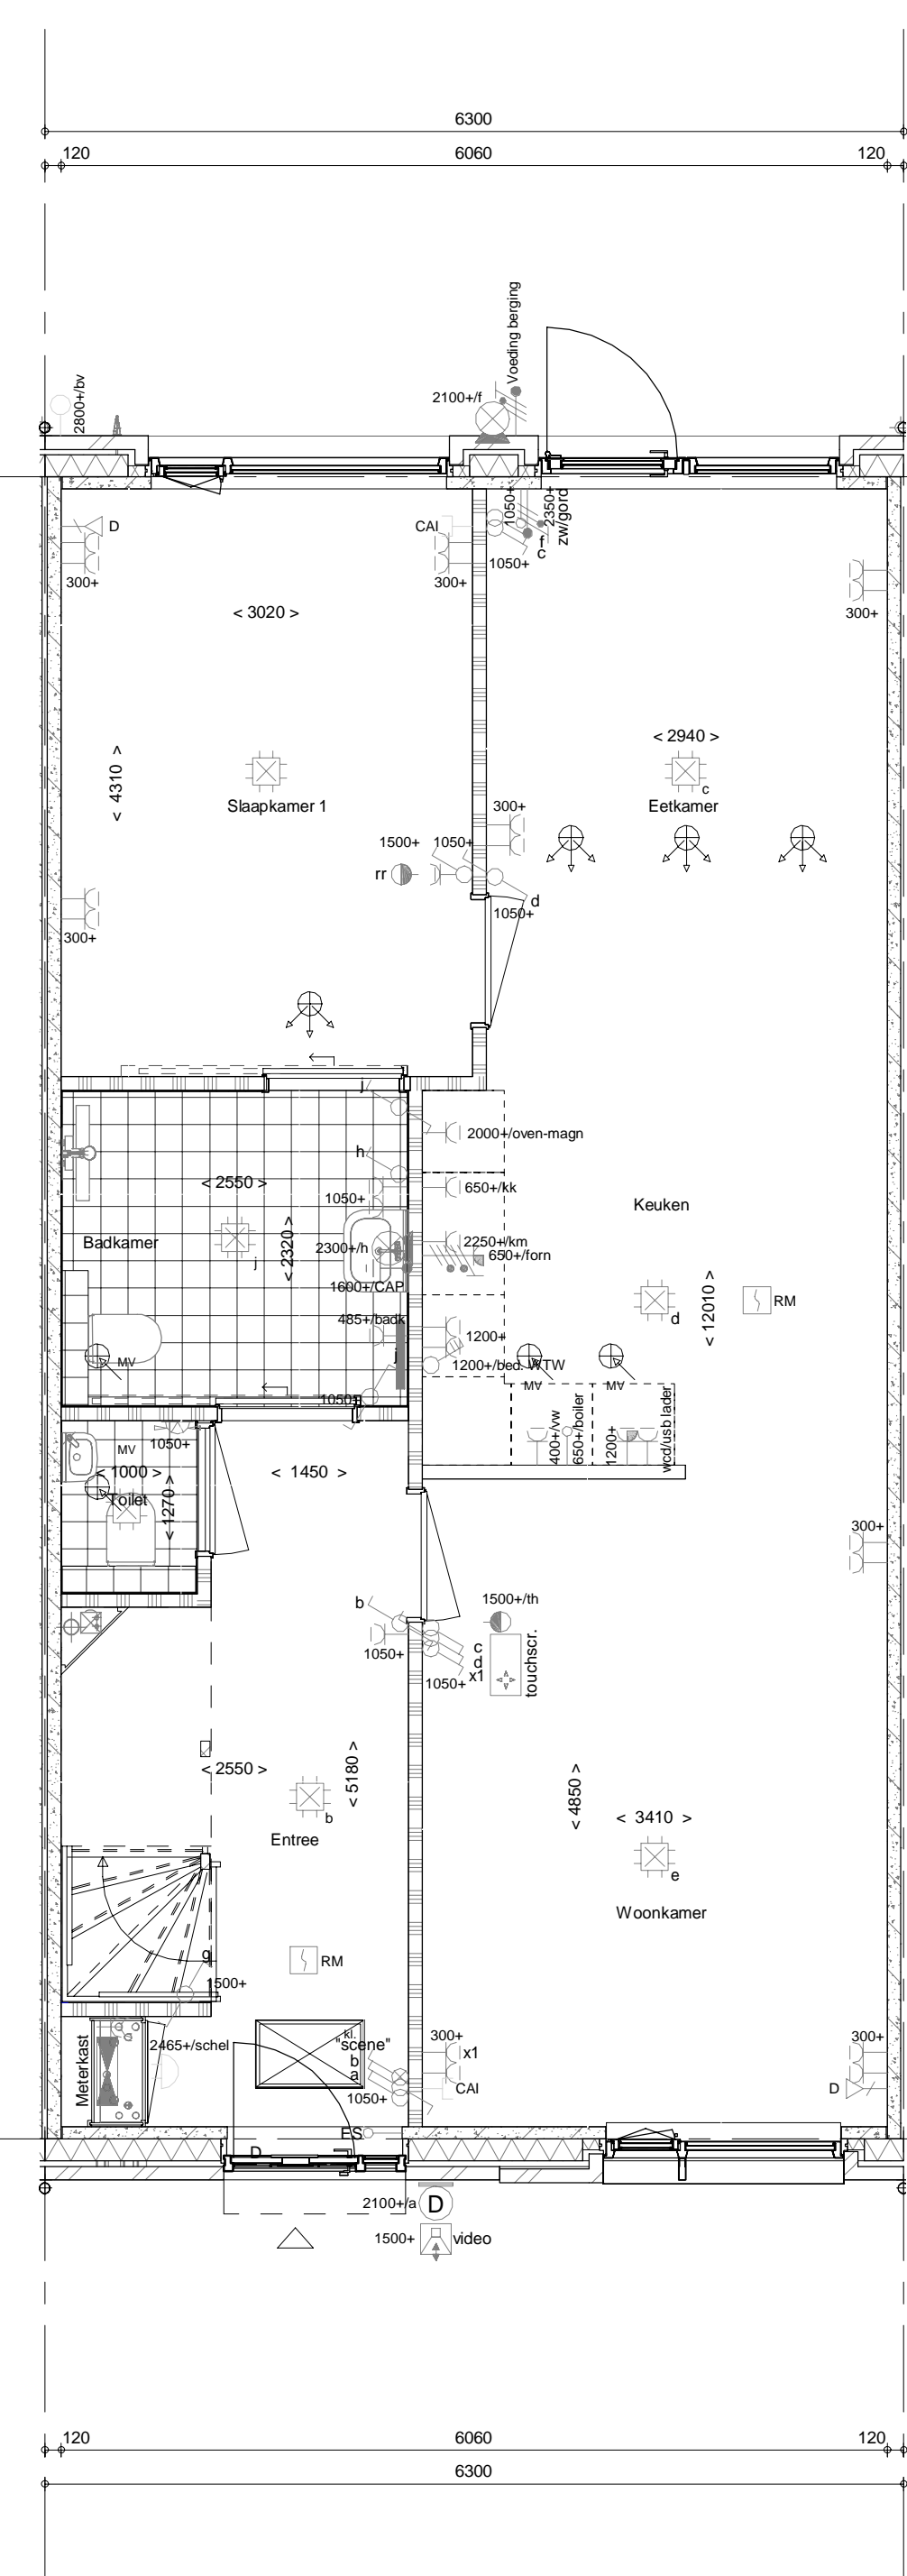 6300
120
6060
120
Voeding berging
2100+/f
2800+/bv
D
300+
CAI
300+
1050+
2350+
zw/gord
f
c
1050+
300+
< 3020 >
< 2940 >
< 4310 >
c
Slaapkamer 1
Eetkamer
300+
1500+
1050+
rr
d
1050+
300+
j
2000+/oven-magn
h
< 2550 >
650+/kk
1050+
Keuken
Badkamer
< 2320 >
2300+/h
2250+/km
650+/forn
j
1600+/CAP
RM
485+/badk
d
< 12010 >
1200+
j
MV
1200+/bed. WTW
MV
MV
1050+
400+/vw
650+/boiler
1200+
wcd/usb lader
1050+
MV
< 1000 >
< 1450 >
Toilet
< 1270 >
300+
b
1500+/th
1050+
c
d
x1
1050+
touchscr.
< 2550 >
< 5180 >
< 4850 >
< 3410 >
b
Entree
e
Woonkamer
g
RM
1500+
Meterkast
2465+/schel
kl.
"scene"
b
a
1050+
300+
x1
CAI
300+
D
ES
D
2100+/a
D
1500+
video
120
6060
120
6300